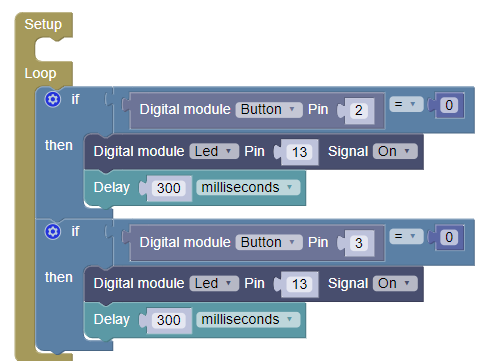 Setup
Loop
if Digital module Button Pin 2 = 0
then Digital module Led Pin 13 Signal On
Delay 300 milliseconds
if Digital module Button Pin 3 = 0
then Digital module Led Pin 13 Signal On
Delay 300 milliseconds